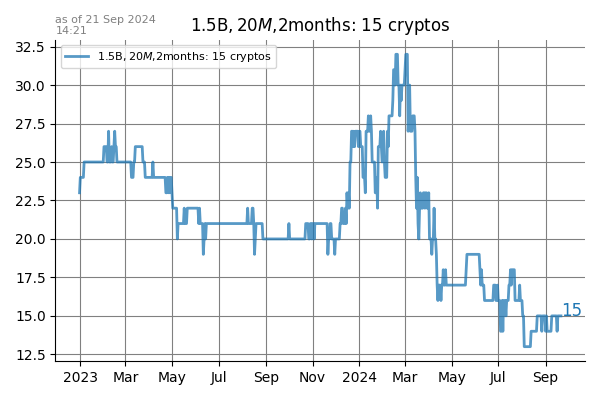 as of 21 Sep 2024
14:21
1.5B, 20M,2months: 15 cryptos
1.5B, 20M,2months: 15 cryptos
32.5
30.0
27.5
25.0
22.5
20.0
17.5
15.0
12.5
15
2023 Mar May Jul Sep Nov 2024 Mar May Jul Sep